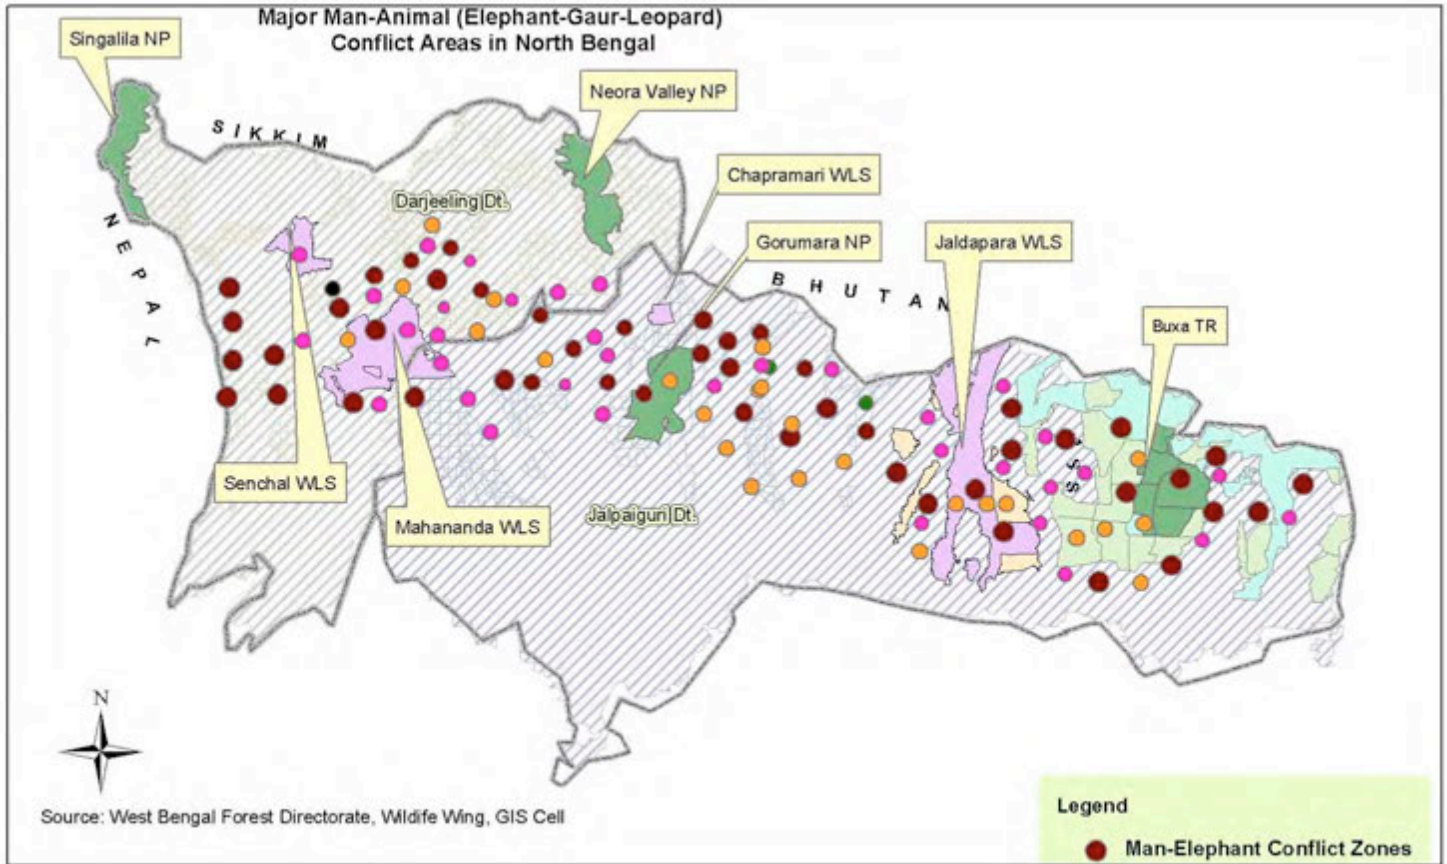 Major Man-Animal (Elephant-Gaur-Leopard)
Conflict Areas in North Bengal
Singalila NP
Neora Valley NP
SIKKIM
Chapramari WLS
Darjeeling Dt.
NEPAL
Gorumara NP
Jaldapara WLS
BHUTAN
Buxa TR
Senchal WLS
Mahananda WLS
Jalpaiguri Dt.
N
Source: West Bengal Forest Directorate, Wildlife Wing, GIS Cell
Legend
Man-Elephant Conflict Zones